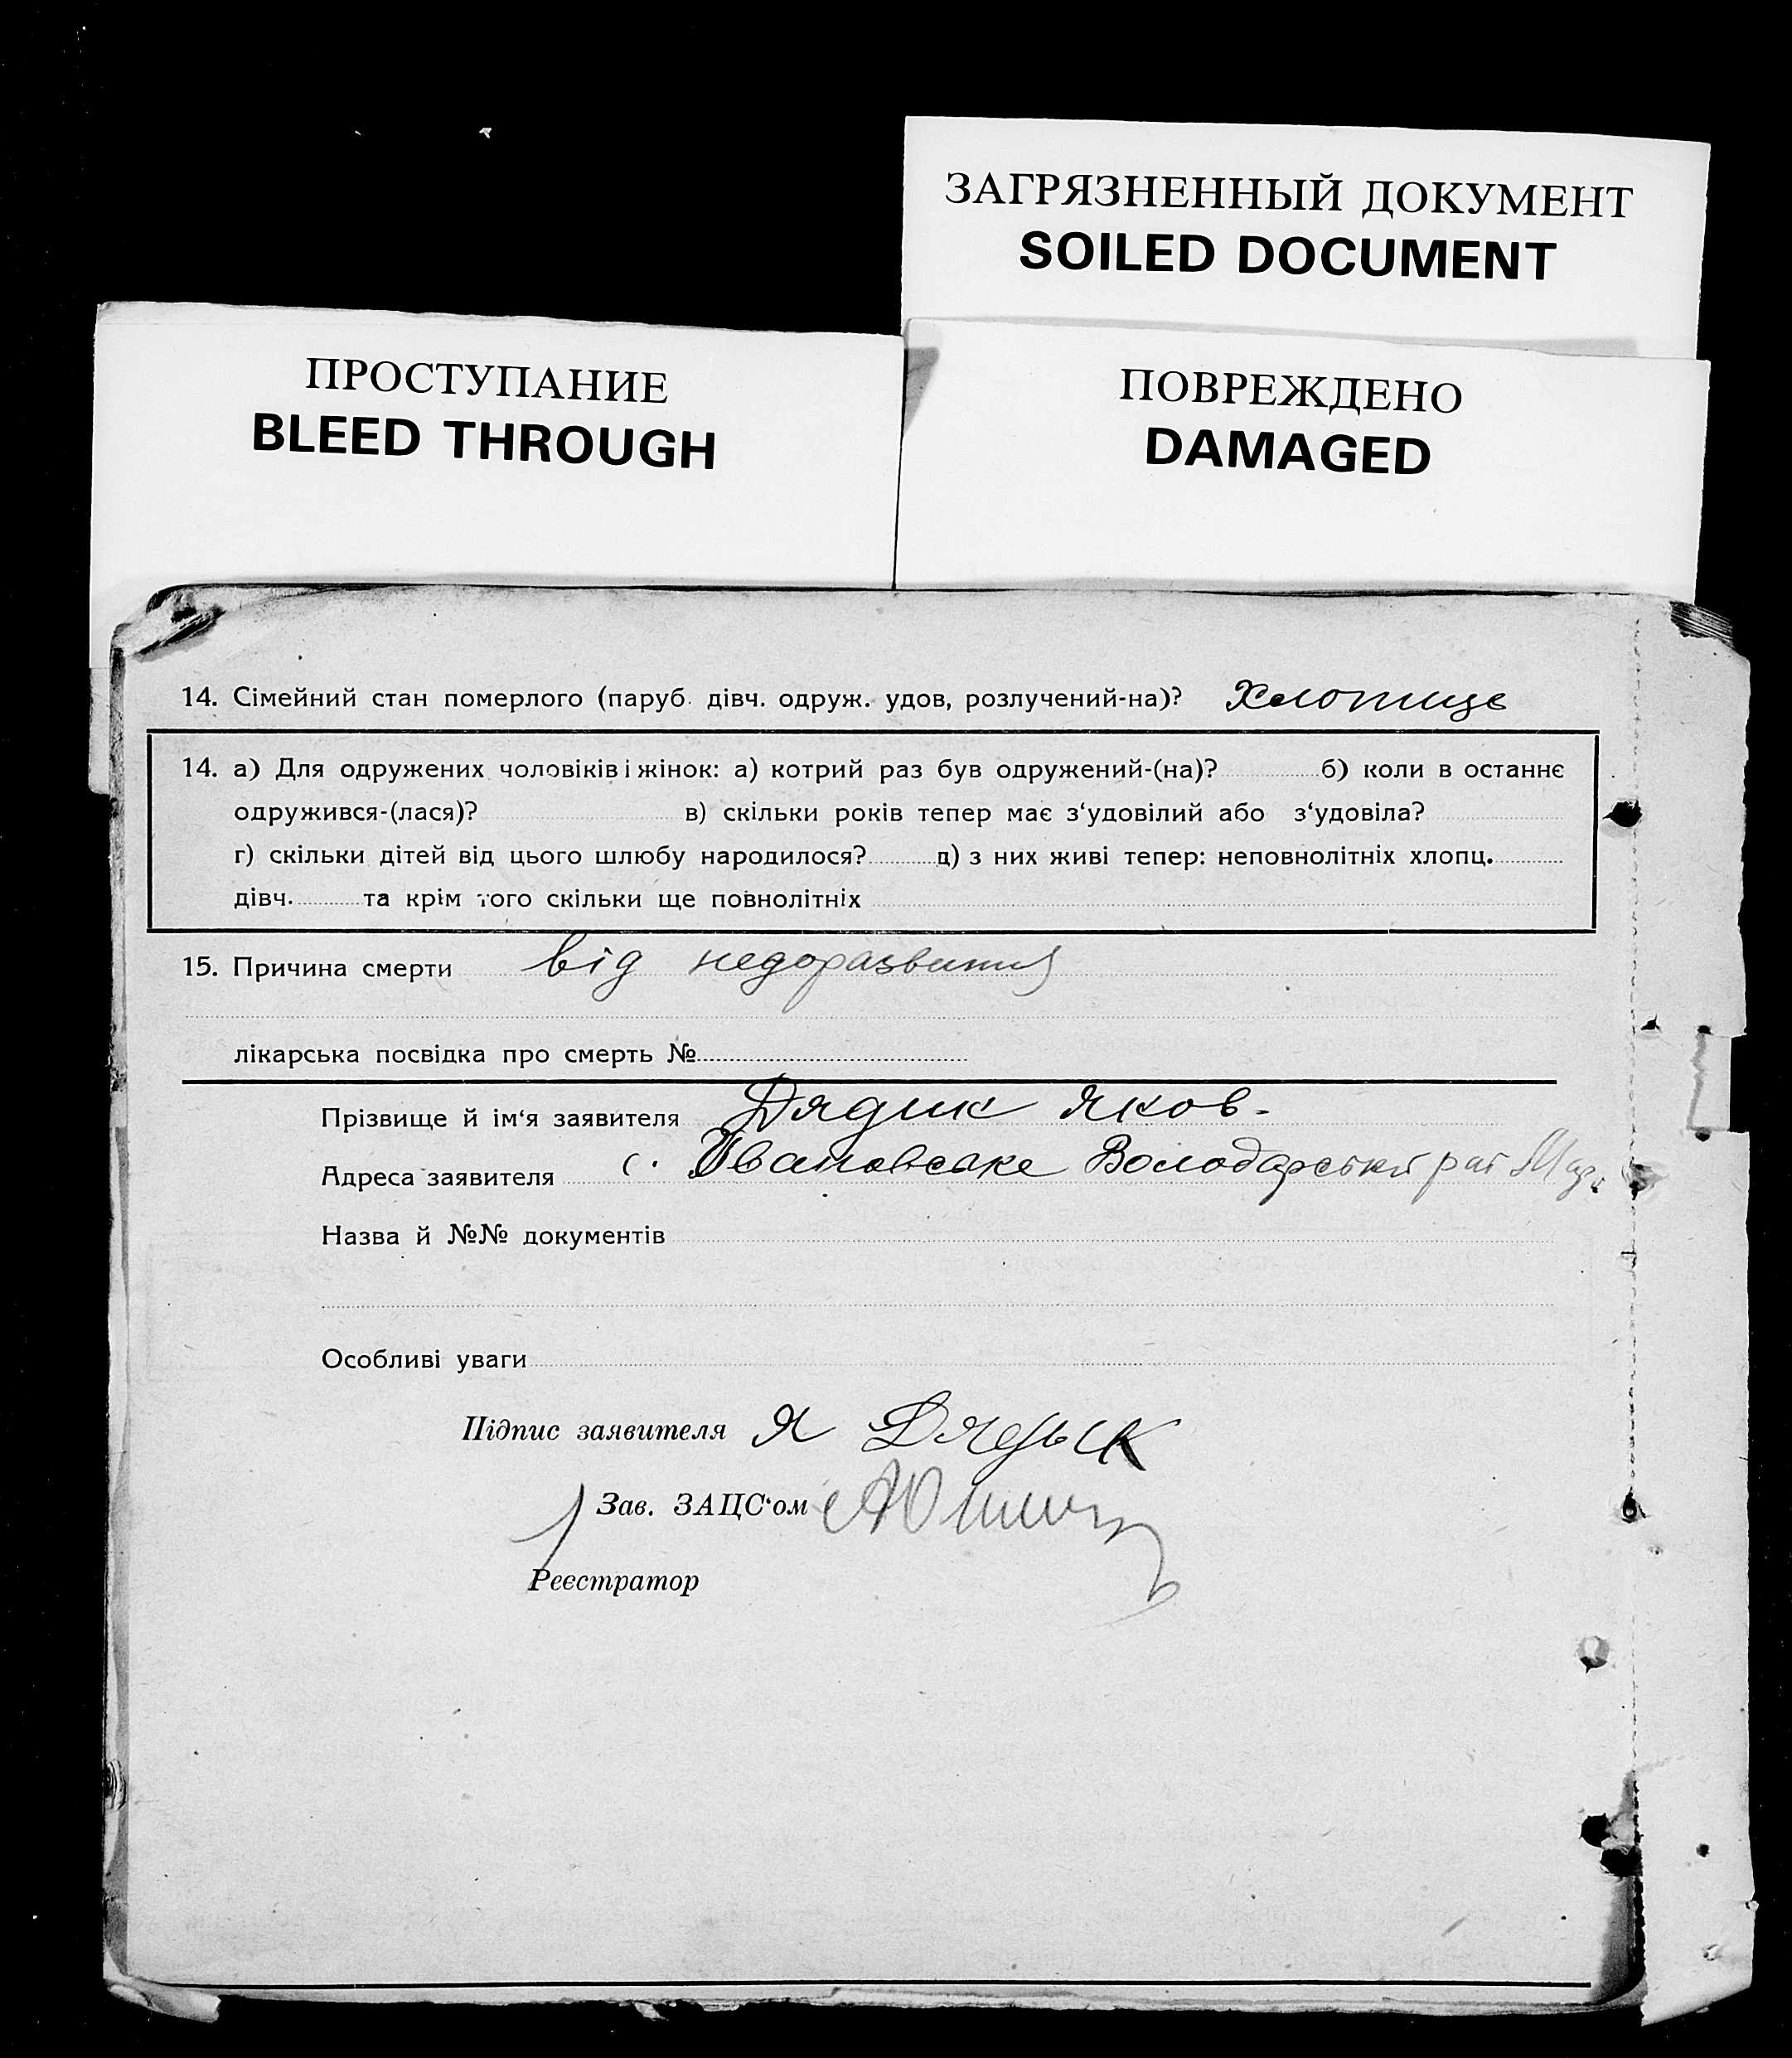 ЗАГРЯЗНЕННЫЙ ДОКУМЕНТ
SOILED DOCUMENT
ПРОСТУПАНИЕ
BLEED THROUGH
ПОВРЕЖДЕНО
DAMAGED
14. Сімейний стан померлого (паруб. дівч. одруж. удов, розлучений-на)? Хлопище
14. а) Для одружених чоловіків і жінок: а) котрий раз був одружений-(на)? б) коли в останнє
одружився-(лася)? в) скільки років тепер має з‘удовілий або з‘удовіла?
г) скільки дітей від цього шлюбу народилося? д) з них живі тепер: неповнолітніх хлопц.
дівч. та крім того скільки ще повнолітніх
15. Причина смерти від недоразвития
лікарська посвідка про смерть №
Прізвище й ім‘я заявителя Дядик Яков-
Адреса заявителя с. Ивановське Володарський рай
Назва й №№ документів
Особливі уваги
Підпис заявителя Я Дядык
Зав. ЗАЦС‘ом
Реєстратор